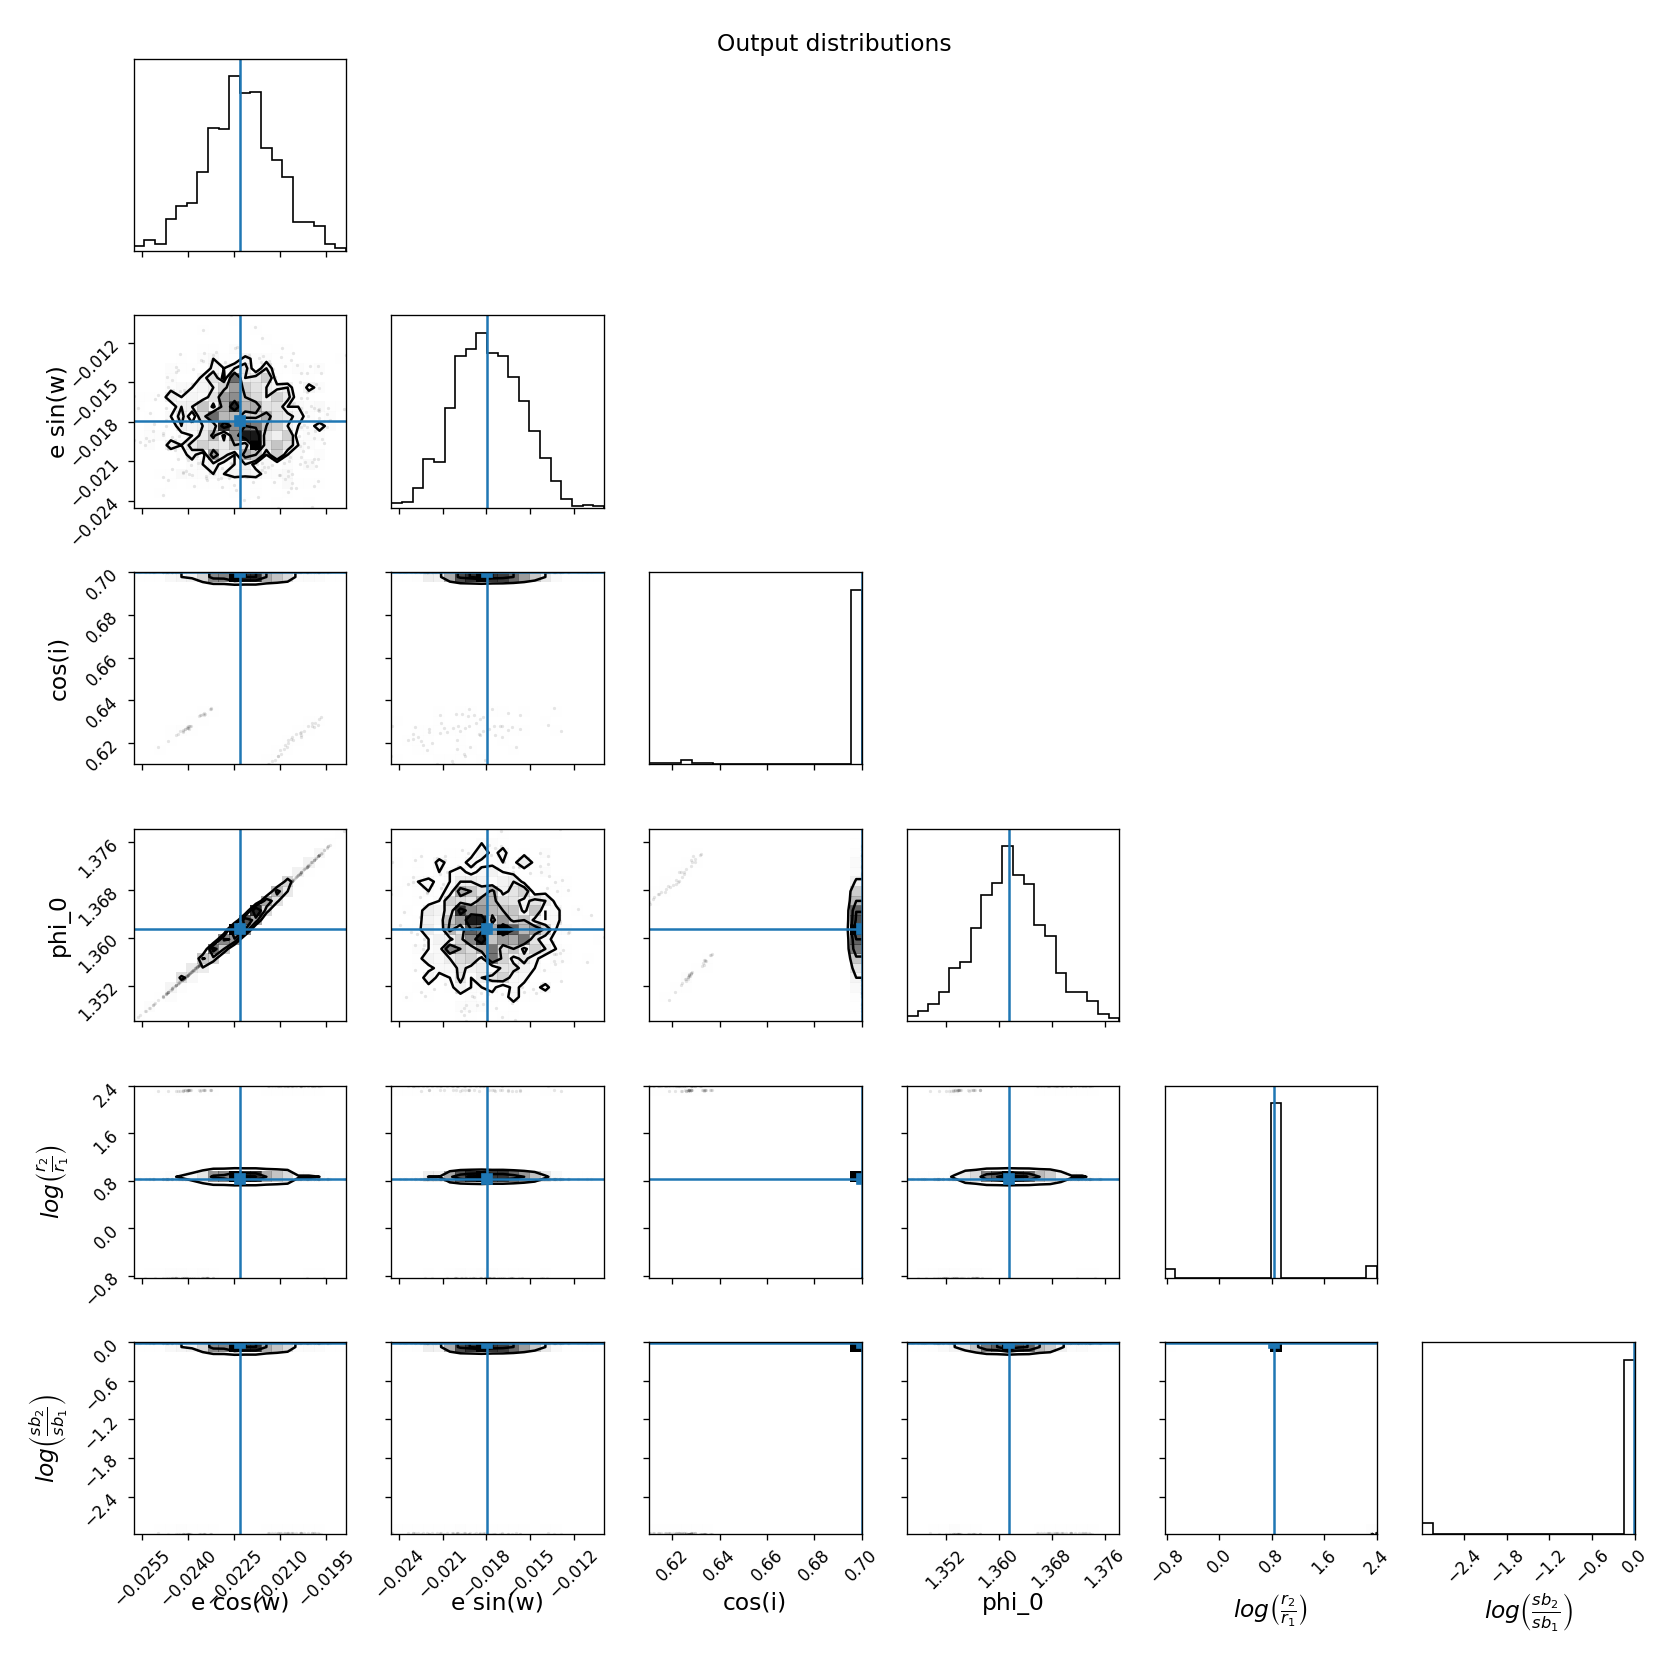 Output distributions
e sin(w)
−0.012
−0.015
−0.018
−0.021
−0.024
cos(i)
0.70
0.68
0.66
0.64
0.62
phi_0
1.376
1.368
1.360
1.352
log(r₂/r₁)
2.4
1.6
0.8
0.0
−0.8
log(sb₂/sb₁)
0.0
−0.6
−1.2
−1.8
−2.4
−0.0255 −0.0240 −0.0225 −0.0210 −0.0195
−0.024 −0.021 −0.018 −0.015 −0.012
0.62 0.64 0.66 0.68 0.70
1.352 1.360 1.368 1.376
−0.8 0.0 0.8 1.6 2.4
−2.4 −1.8 −1.2 −0.6 0.0
e cos(w)
e sin(w)
cos(i)
phi_0
log(r₂/r₁)
log(sb₂/sb₁)